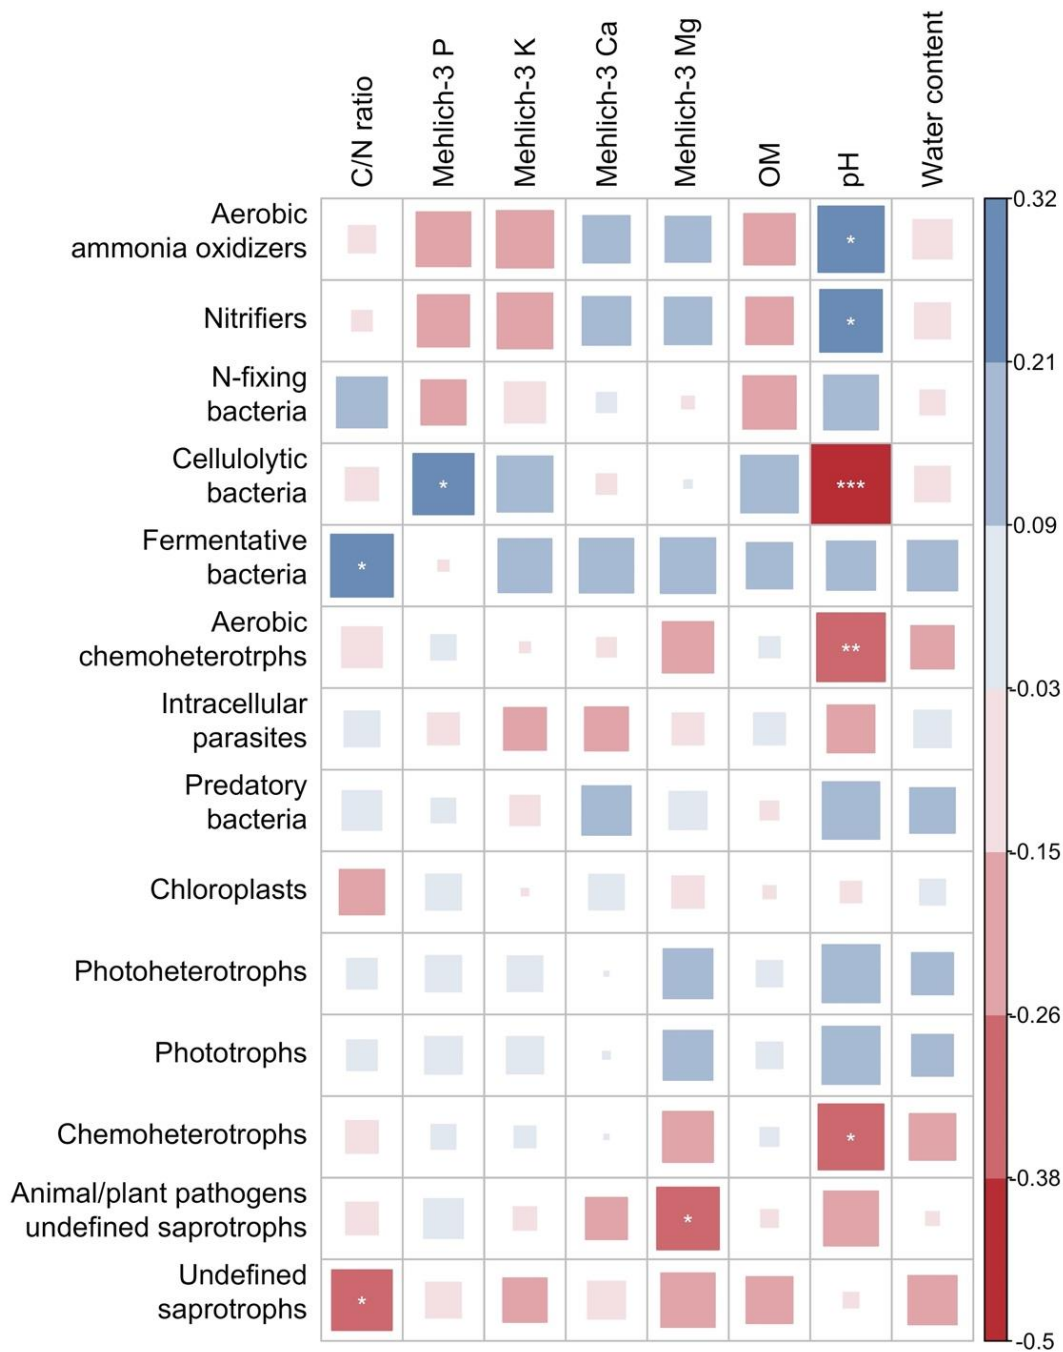 C/N ratio
Mehlich-3 P
Mehlich-3 K
Mehlich-3 Ca
Mehlich-3 Mg
OM
pH
Water content
Aerobic
ammonia oxidizers
*
Nitrifiers
*
N-fixing
bacteria
Cellulolytic
bacteria
*
***
Fermentative
bacteria
*
Aerobic
chemoheterotrphs
**
Intracellular
parasites
Predatory
bacteria
Chloroplasts
Photoheterotrophs
Phototrophs
Chemoheterotrophs
*
Animal/plant pathogens
undefined saprotrophs
*
Undefined
saprotrophs
*
0.32
0.21
0.09
-0.03
-0.15
-0.26
-0.38
-0.5